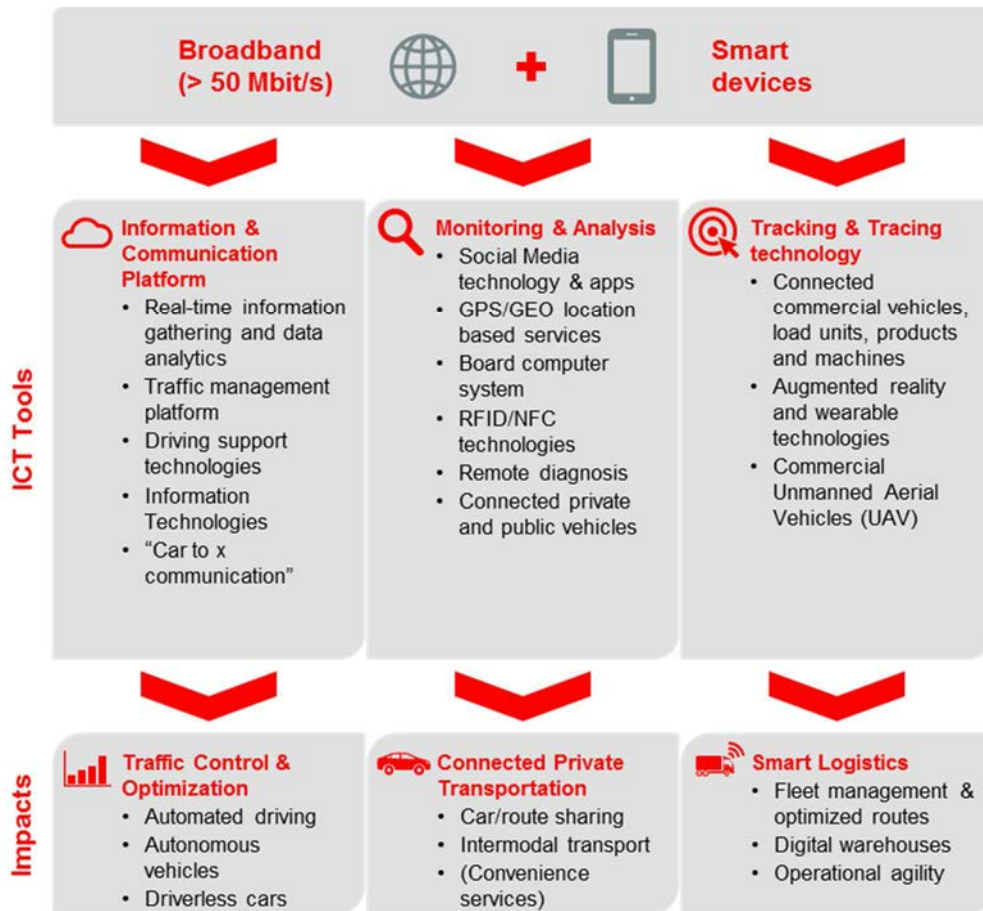 Broadband
(> 50 Mbit/s)
Smart
devices
ICT Tools
Information &
Communication
Platform
• Real-time information
gathering and data
analytics
• Traffic management
platform
• Driving support
technologies
• Information
Technologies
• “Car to x
communication”
Monitoring & Analysis
• Social Media
technology & apps
• GPS/GEO location
based services
• Board computer
system
• RFID/NFC
technologies
• Remote diagnosis
• Connected private
and public vehicles
Tracking & Tracing
technology
• Connected
commercial vehicles,
load units, products
and machines
• Augmented reality
and wearable
technologies
• Commercial
Unmanned Aerial
Vehicles (UAV)
Impacts
Traffic Control &
Optimization
• Automated driving
• Autonomous
vehicles
• Driverless cars
Connected Private
Transportation
• Car/route sharing
• Intermodal transport
• (Convenience
services)
Smart Logistics
• Fleet management &
optimized routes
• Digital warehouses
• Operational agility